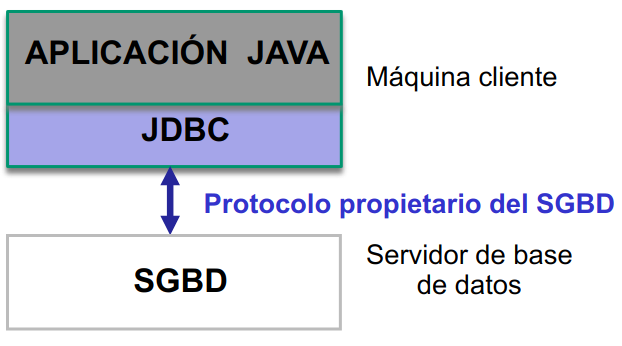 APLICACIÓN JAVA
Máquina cliente
JDBC
Protocolo propietario del SGBD
SGBD
Servidor de base
de datos